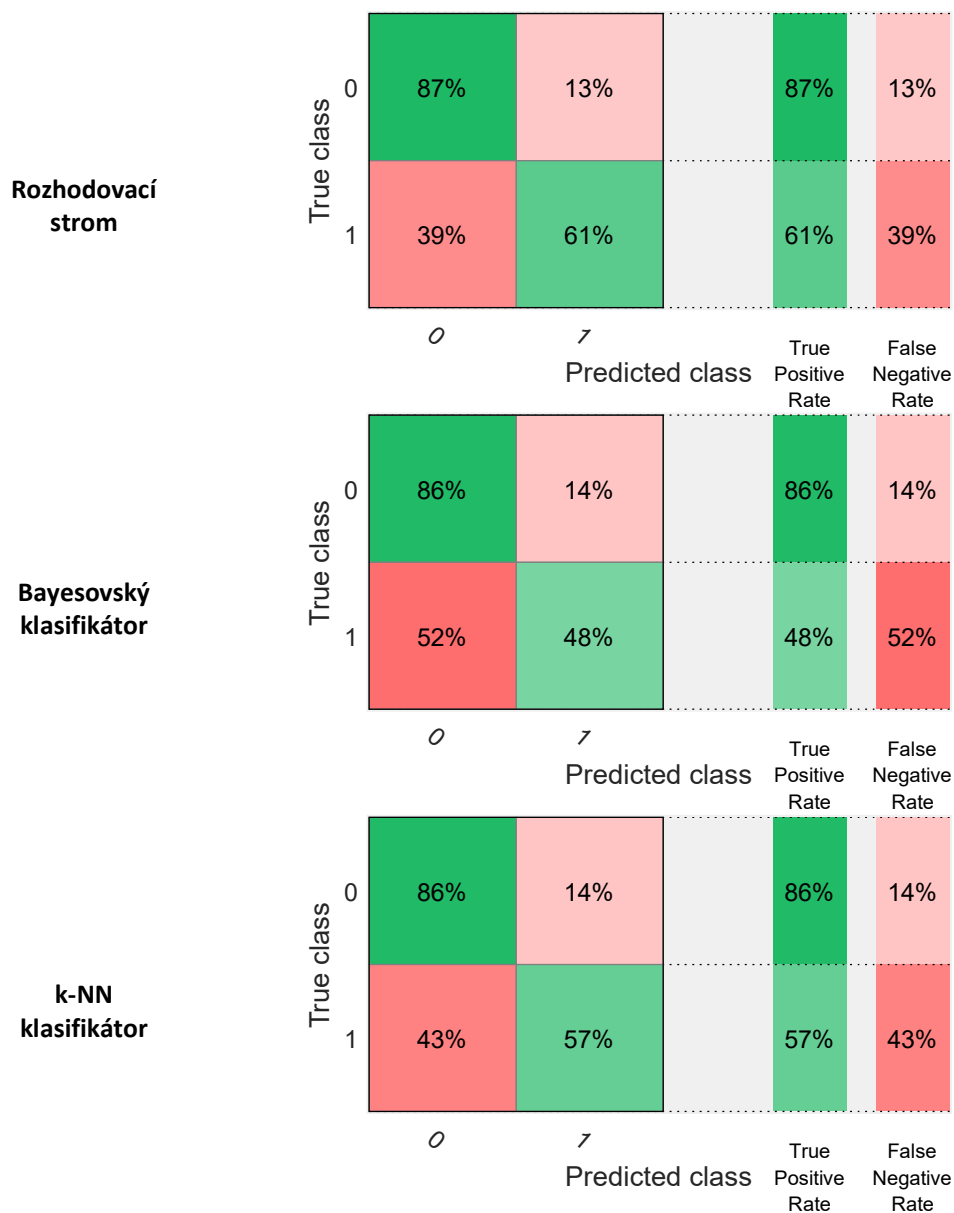 Rozhodovací
strom
True class
0
87%
13%
87%
13%
1
39%
61%
61%
39%
0
1
Predicted class
True
Positive
Rate
False
Negative
Rate
Bayesovský
klasifikátor
True class
0
86%
14%
86%
14%
1
52%
48%
48%
52%
0
1
Predicted class
True
Positive
Rate
False
Negative
Rate
k-NN
klasifikátor
True class
0
86%
14%
86%
14%
1
43%
57%
57%
43%
0
1
Predicted class
True
Positive
Rate
False
Negative
Rate